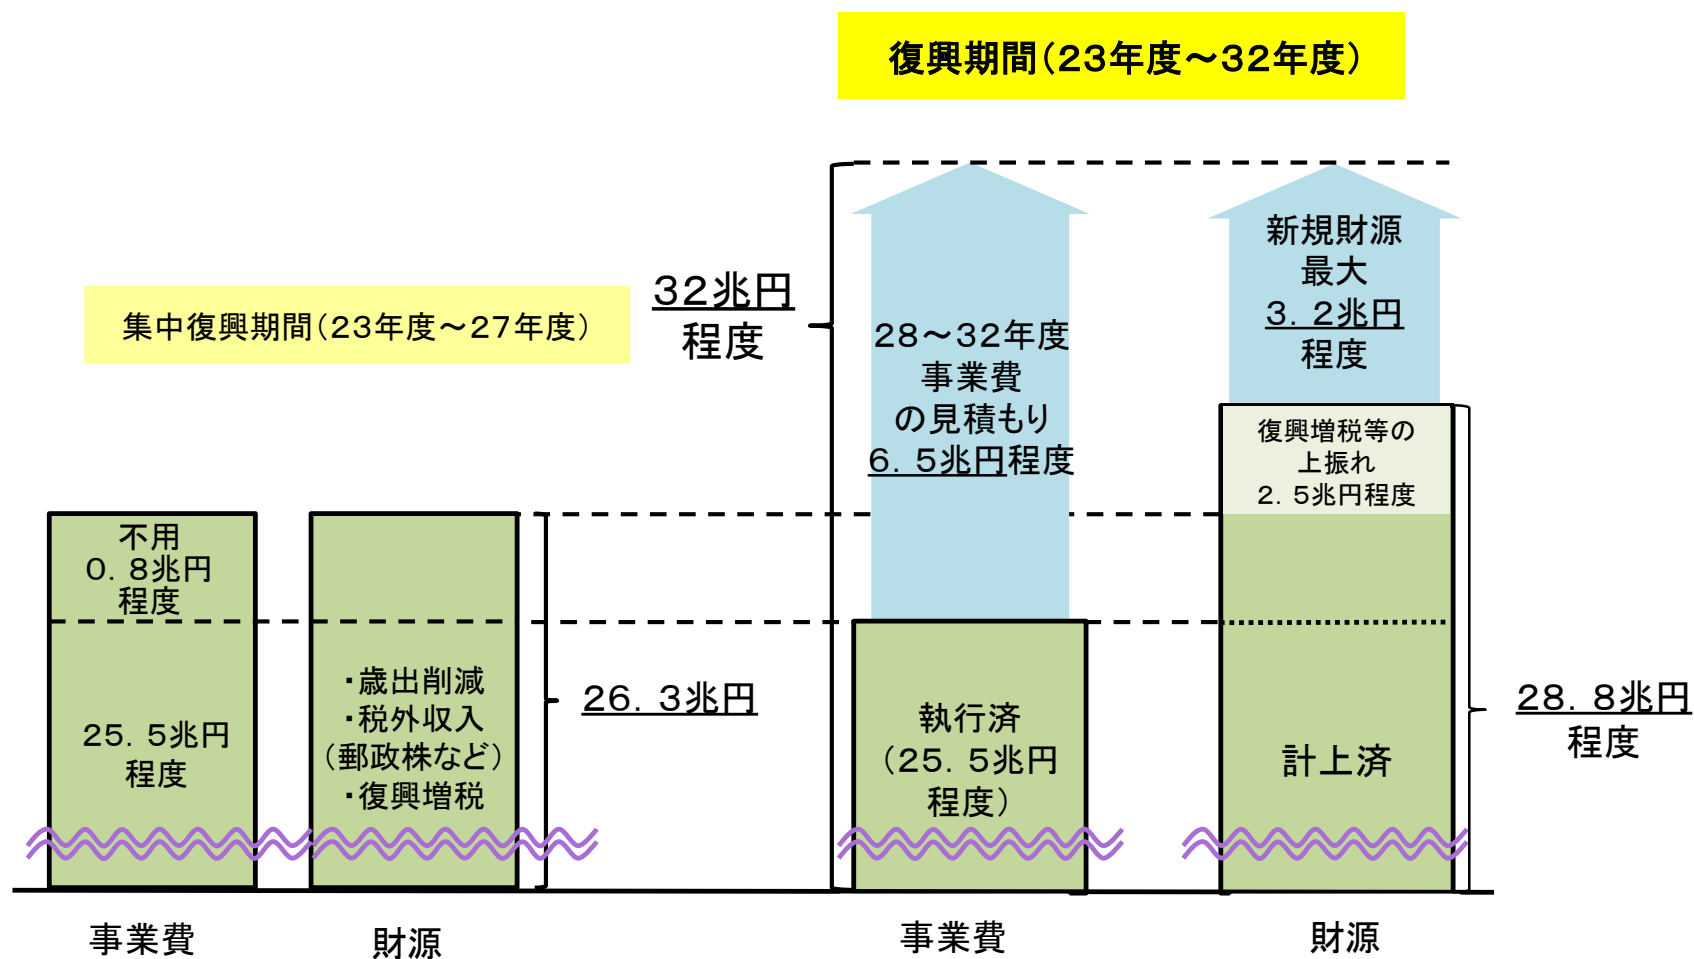 復興期間(23年度～32年度)
集中復興期間(23年度～27年度)
不用
0.8兆円
程度
25.5兆円
程度
・歳出削減
・税外収入
(郵政株など)
・復興増税
26.3兆円
事業費
財源
32兆円
程度
28～32年度
事業費
の見積もり
6.5兆円程度
執行済
(25.5兆円
程度)
新規財源
最大
3.2兆円
程度
復興増税等の
上振れ
2.5兆円程度
計上済
28.8兆円
程度
事業費
財源